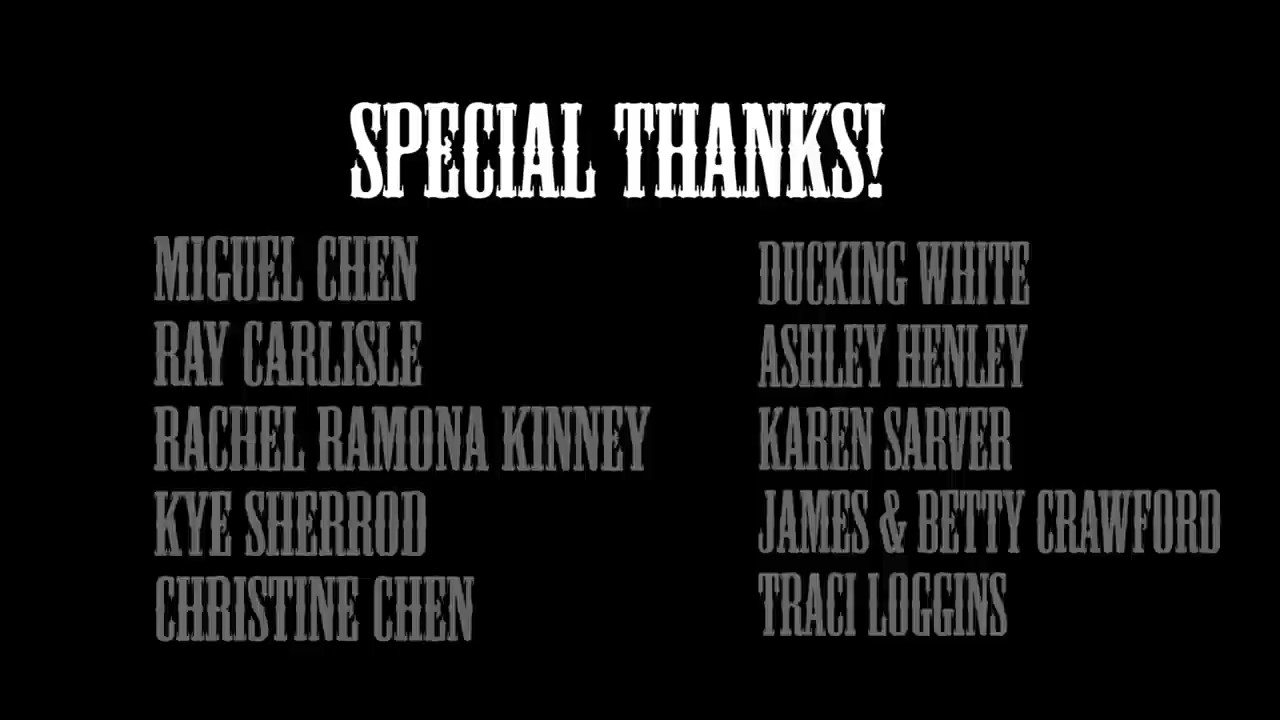 SPECIAL THANKS!
MIGUEL CHEN
RAY CARLISLE
RACHEL RAMONA KINNEY
KYE SHERROD
CHRISTINE CHEN
DUCKING WHITE
ASHLEY HENLEY
KAREN SARVER
JAMES & BETTY CRAWFORD
TRACI LOGGINS